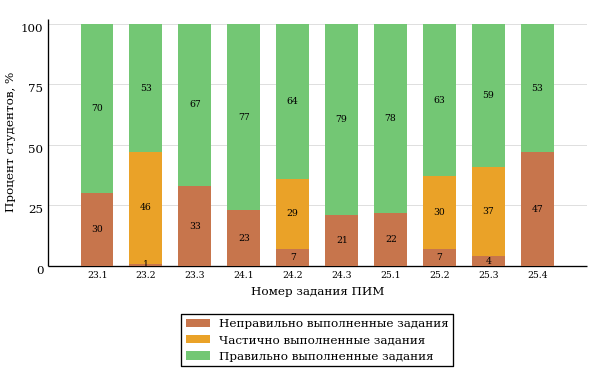 Процент студентов, %
100
75
50
25
0
70 53 67 77 64 79 78 63 59 53
46 29 30 37
30 1 33 23 7 21 22 7 4 47
23.1 23.2 23.3 24.1 24.2 24.3 25.1 25.2 25.3 25.4
Номер задания ПИМ
Неправильно выполненные задания
Частично выполненные задания
Правильно выполненные задания